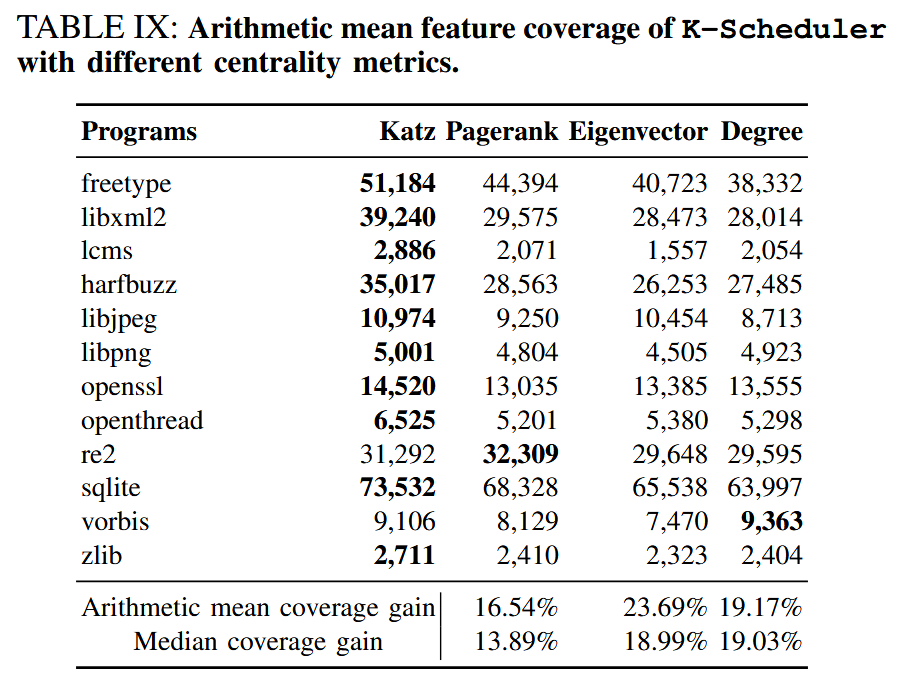 TABLE IX: Arithmetic mean feature coverage of K-Scheduler
with different centrality metrics.
Programs Katz Pagerank Eigenvector Degree
freetype 51,184 44,394 40,723 38,332
libxml2 39,240 29,575 28,473 28,014
lcms 2,886 2,071 1,557 2,054
harfbuzz 35,017 28,563 26,253 27,485
libjpeg 10,974 9,250 10,454 8,713
libpng 5,001 4,804 4,505 4,923
openssl 14,520 13,035 13,385 13,555
openthread 6,525 5,201 5,380 5,298
re2 31,292 32,309 29,648 29,595
sqlite 73,532 68,328 65,538 63,997
vorbis 9,106 8,129 7,470 9,363
zlib 2,711 2,410 2,323 2,404
Arithmetic mean coverage gain 16.54% 23.69% 19.17%
Median coverage gain 13.89% 18.99% 19.03%